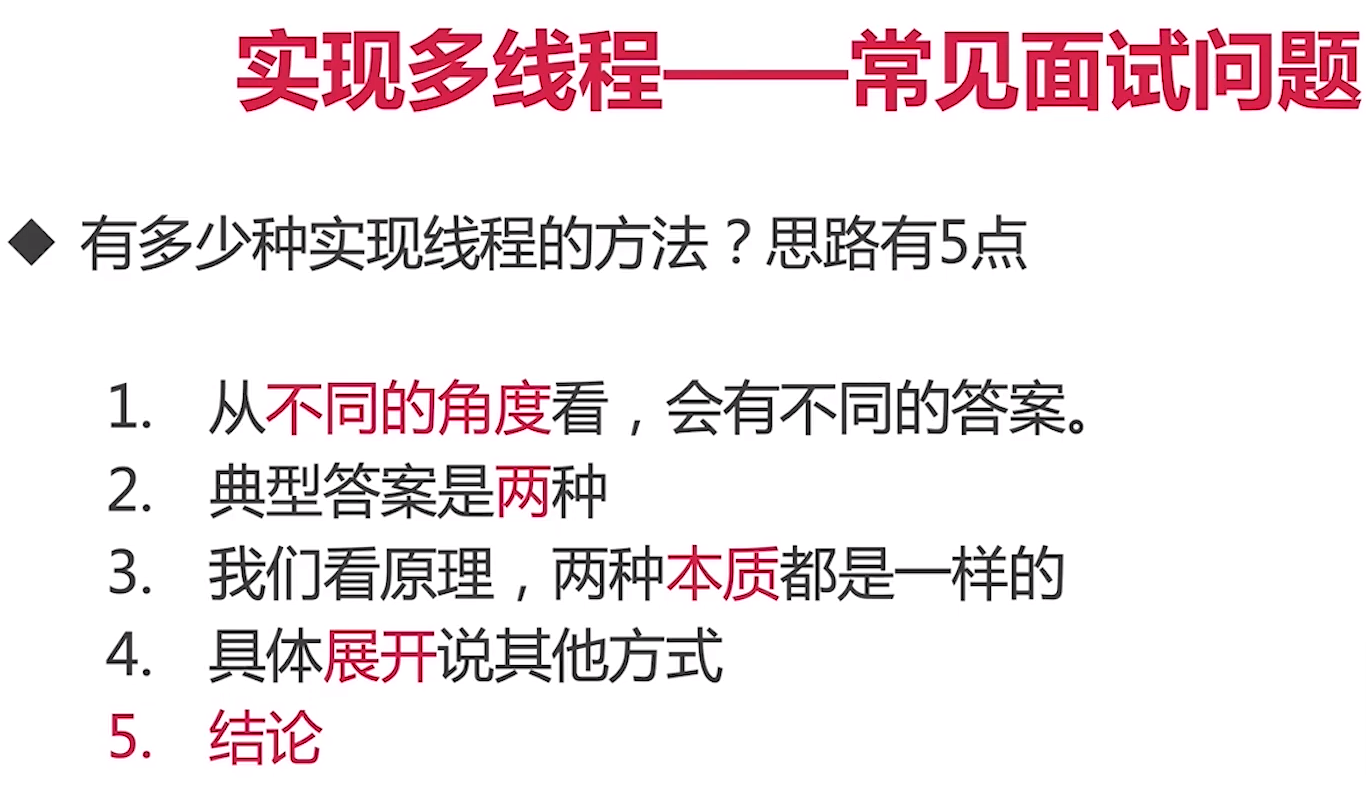 实现多线程——常见面试问题
◆ 有多少种实现线程的方法？思路有5点
1. 从不同的角度看，会有不同的答案。
2. 典型答案是两种
3. 我们看原理，两种本质都是一样的
4. 具体展开说其他方式
5. 结论